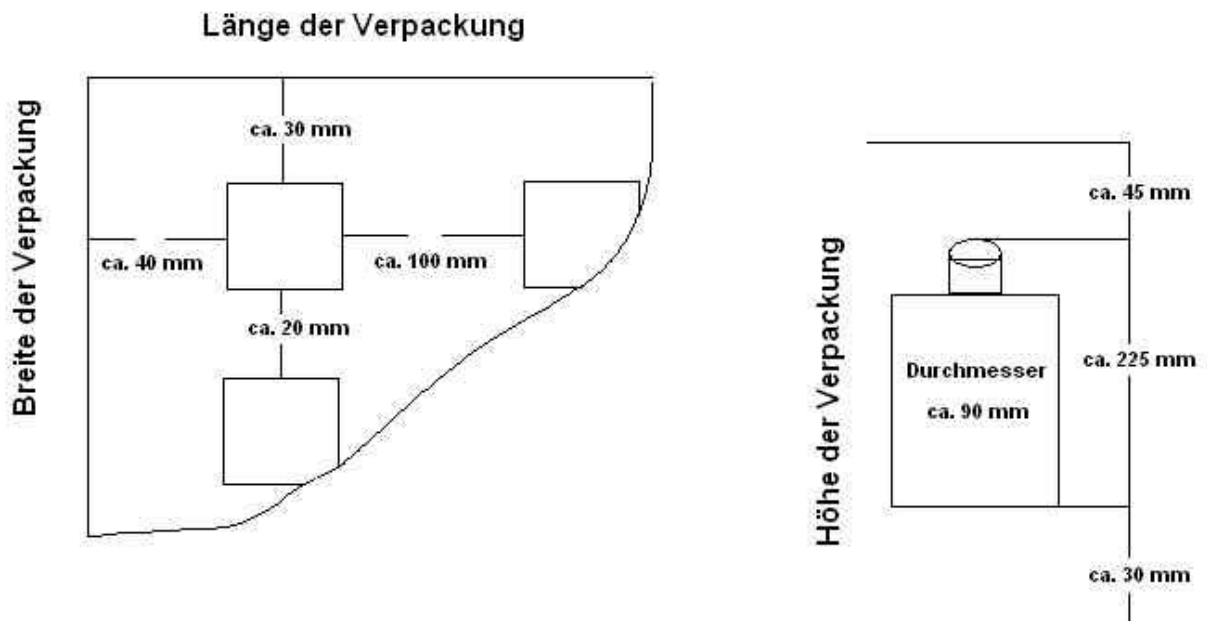 Länge der Verpackung
Breite der Verpackung
ca. 30 mm
ca. 40 mm
ca. 100 mm
ca. 20 mm
Höhe der Verpackung
ca. 45 mm
ca. 225 mm
Durchmesser
ca. 90 mm
ca. 30 mm